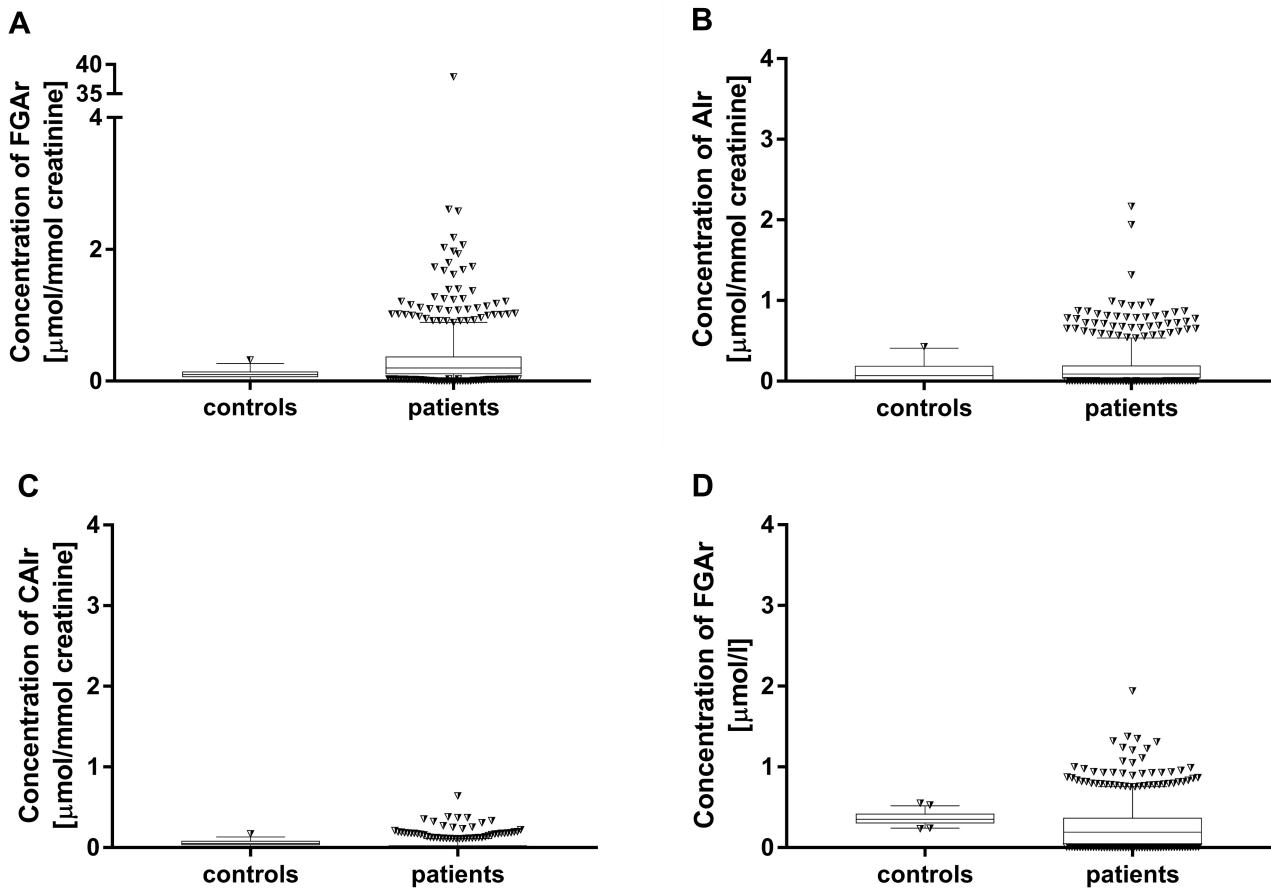 A
Concentration of FGAr
[μmol/mmol creatinine]
40
35
4
2
0
controls
patients
B
Concentration of AIr
[μmol/mmol creatinine]
4
3
2
1
0
controls
patients
C
Concentration of CAIr
[μmol/mmol creatinine]
4
3
2
1
0
controls
patients
D
Concentration of FGAr
[μmol/l]
4
3
2
1
0
controls
patients